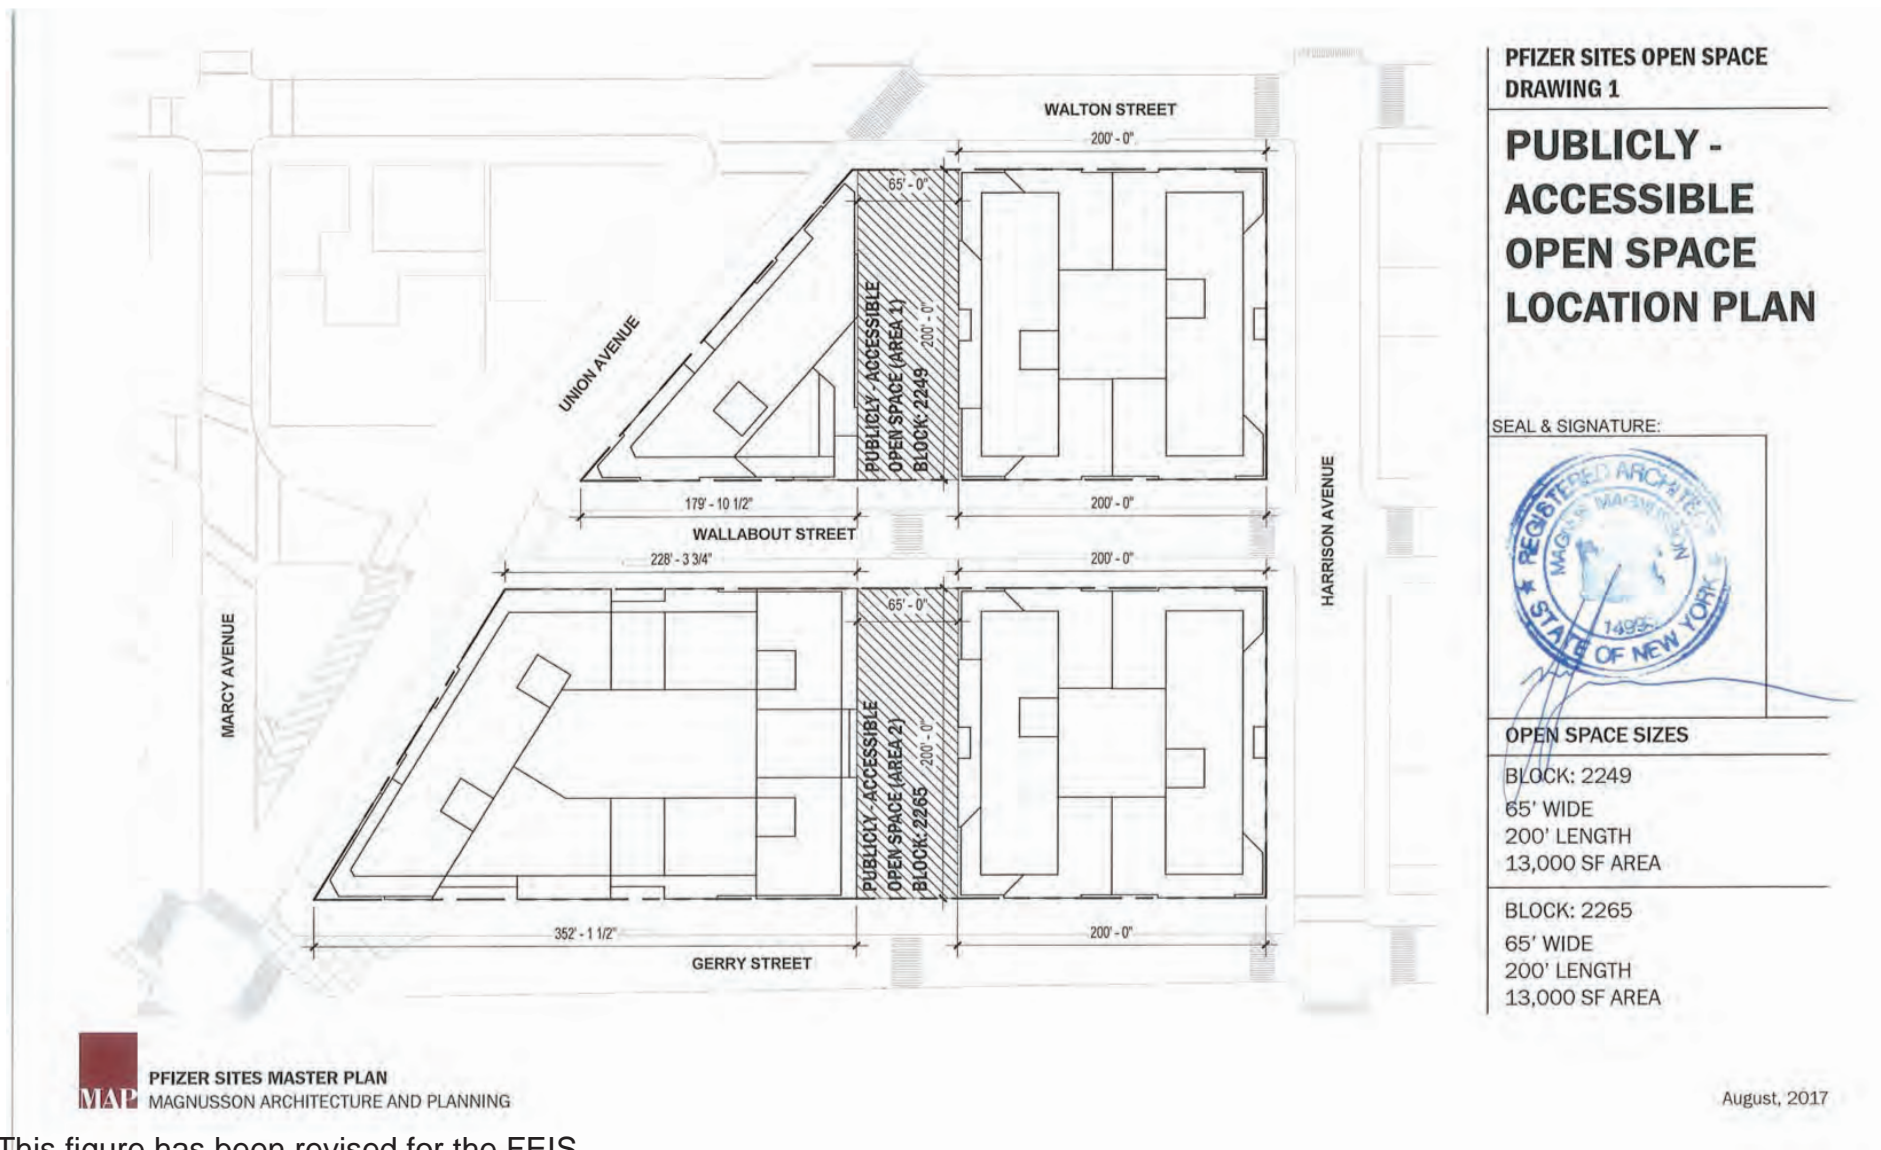 PFIZER SITES OPEN SPACE
DRAWING 1
PUBLICLY -
ACCESSIBLE
OPEN SPACE
LOCATION PLAN
SEAL & SIGNATURE:
REGISTERED ARCHITECT
STATE OF NEW YORK
MAGNUSSON
OPEN SPACE SIZES
BLOCK: 2249
65' WIDE
200' LENGTH
13,000 SF AREA
BLOCK: 2265
65' WIDE
200' LENGTH
13,000 SF AREA
WALTON STREET
200' - 0"
65' - 0"
UNION AVENUE
PUBLICLY - ACCESSIBLE
OPEN SPACE (AREA 1)
BLOCK: 2249
200' - 0"
HARRISON AVENUE
179' - 10 1/2"
200' - 0"
WALLABOUT STREET
228' - 3 3/4"
200' - 0"
65' - 0"
MARCY AVENUE
PUBLICLY - ACCESSIBLE
OPEN SPACE (AREA 2)
BLOCK: 2265
200' - 0"
352' - 1 1/2"
200' - 0"
GERRY STREET
MAP
PFIZER SITES MASTER PLAN
MAGNUSSON ARCHITECTURE AND PLANNING
August, 2017
This figure has been revised for the FEIS